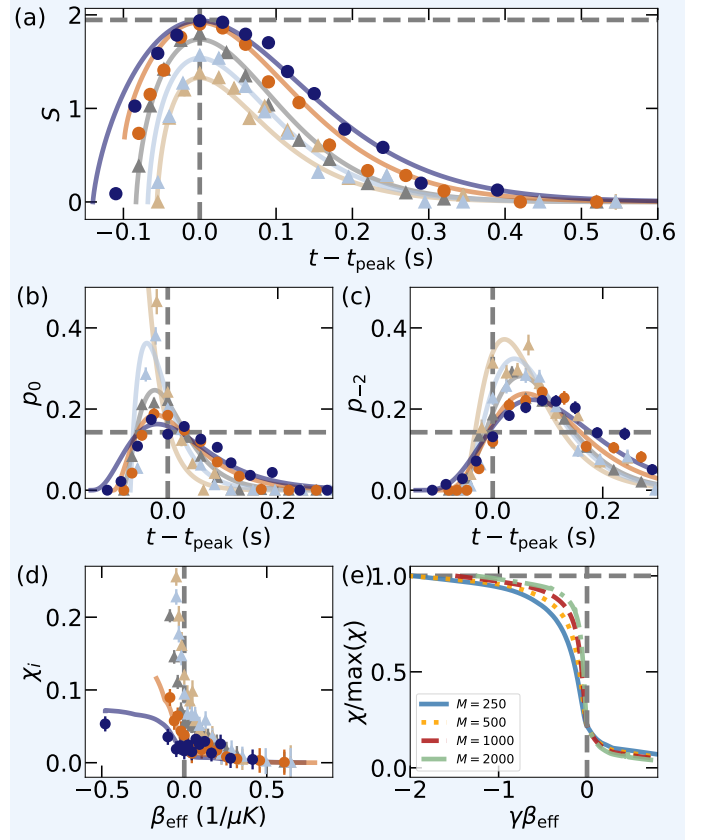 (a)
2
1
0
S
−0.1 0.0 0.1 0.2 0.3 0.4 0.5 0.6
t − t_peak (s)
(b)
0.4
0.2
0.0
p_0
0.0 0.2
t − t_peak (s)
(c)
0.4
0.2
0.0
p_−2
0.0 0.2
t − t_peak (s)
(d)
0.2
0.1
0.0
χ_i
−0.5 0.0 0.5
β_eff (1/μK)
(e)
1.0
0.5
0.0
χ/max(χ)
M = 250
M = 500
M = 1000
M = 2000
−2 −1 0
γβ_eff